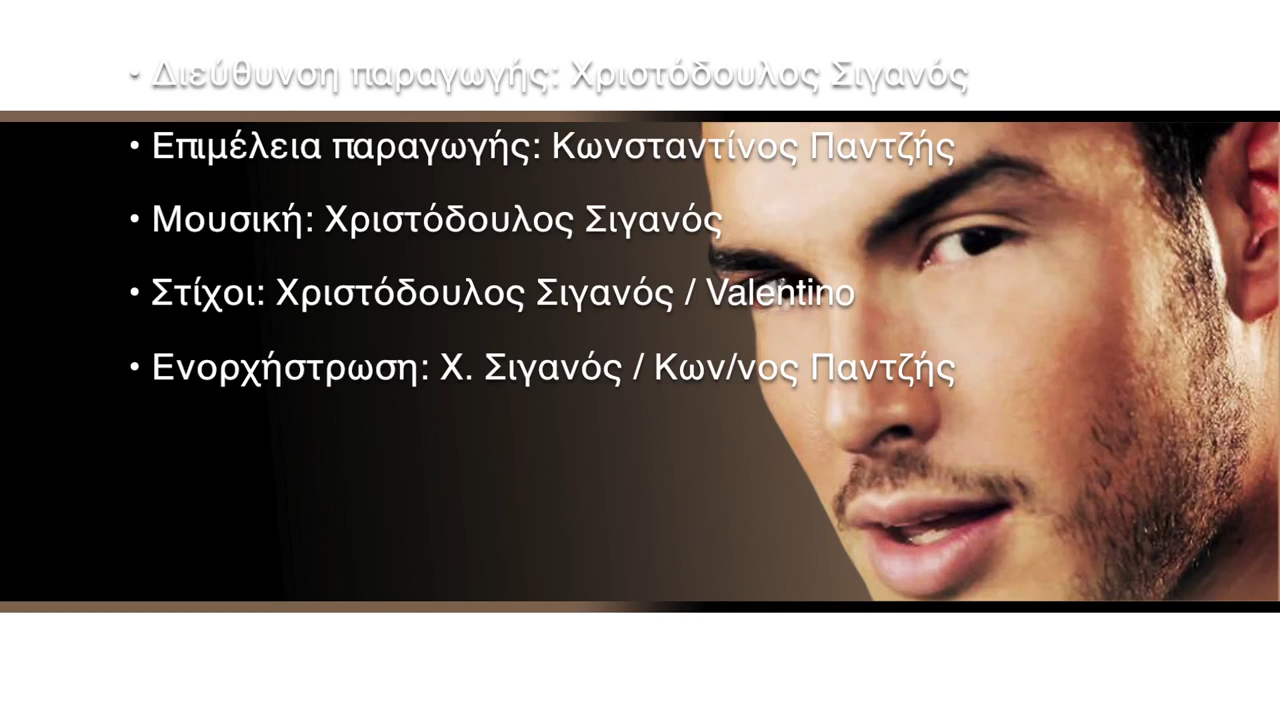 • Διεύθυνση παραγωγής: Χριστόδουλος Σιγανός
• Επιμέλεια παραγωγής: Κωνσταντίνος Παντζής
• Μουσική: Χριστόδουλος Σιγανός
• Στίχοι: Χριστόδουλος Σιγανός / Valentino
• Ενορχήστρωση: Χ. Σιγανός / Κων/νος Παντζής